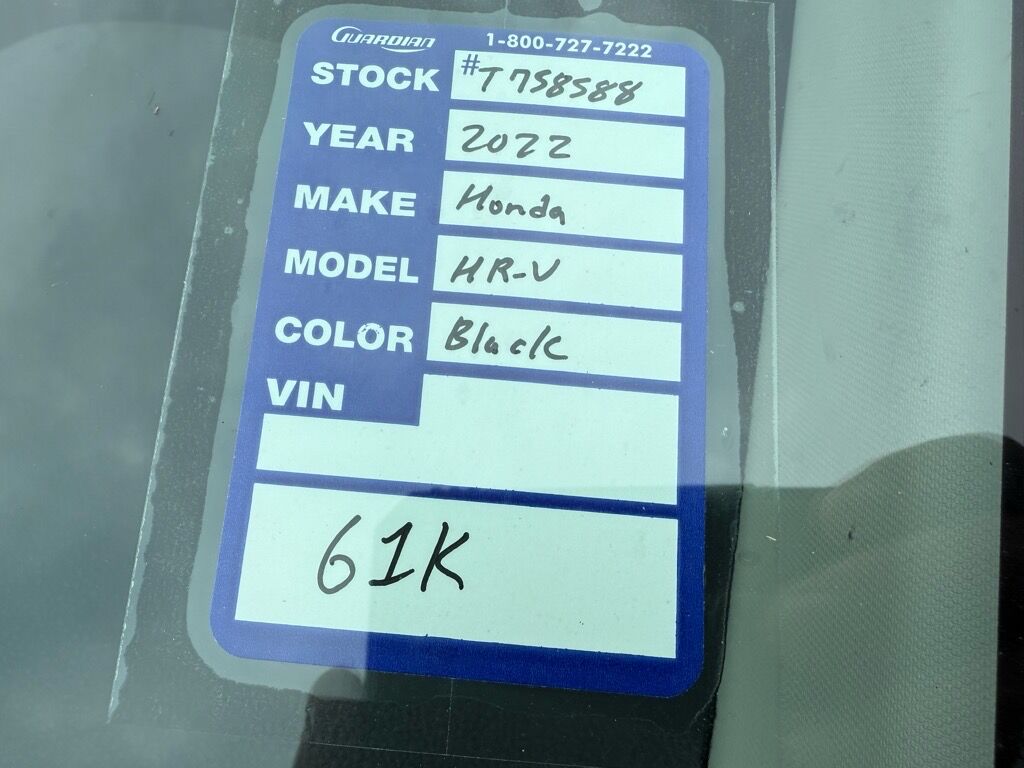 GUARDIAN 1-800-727-7222
STOCK #T758588
YEAR 2022
MAKE Honda
MODEL HR-V
COLOR Black
VIN
61K